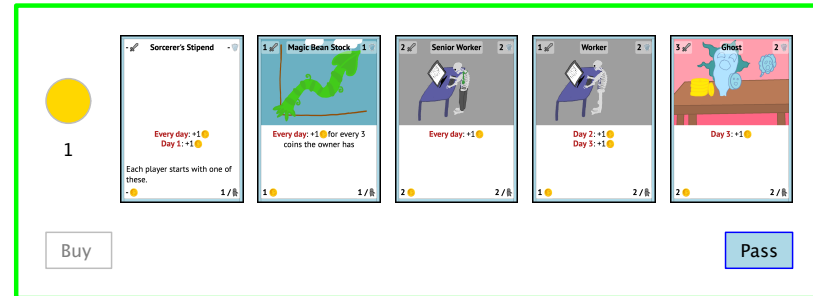 - Sorcerer's Stipend -
Every day: +1
Day 1: +1
Each player starts with one of
these.
- 1 /
1 Magic Bean Stock 1
Every day: +1 for every 3
coins the owner has
1 1 /
2 Senior Worker 2
Every day: +1
2 2 /
1 Worker 2
Day 2: +1
Day 3: +1
1 2 /
3 Ghost 2
Day 3: +1
2 2 /
1
Buy
Pass